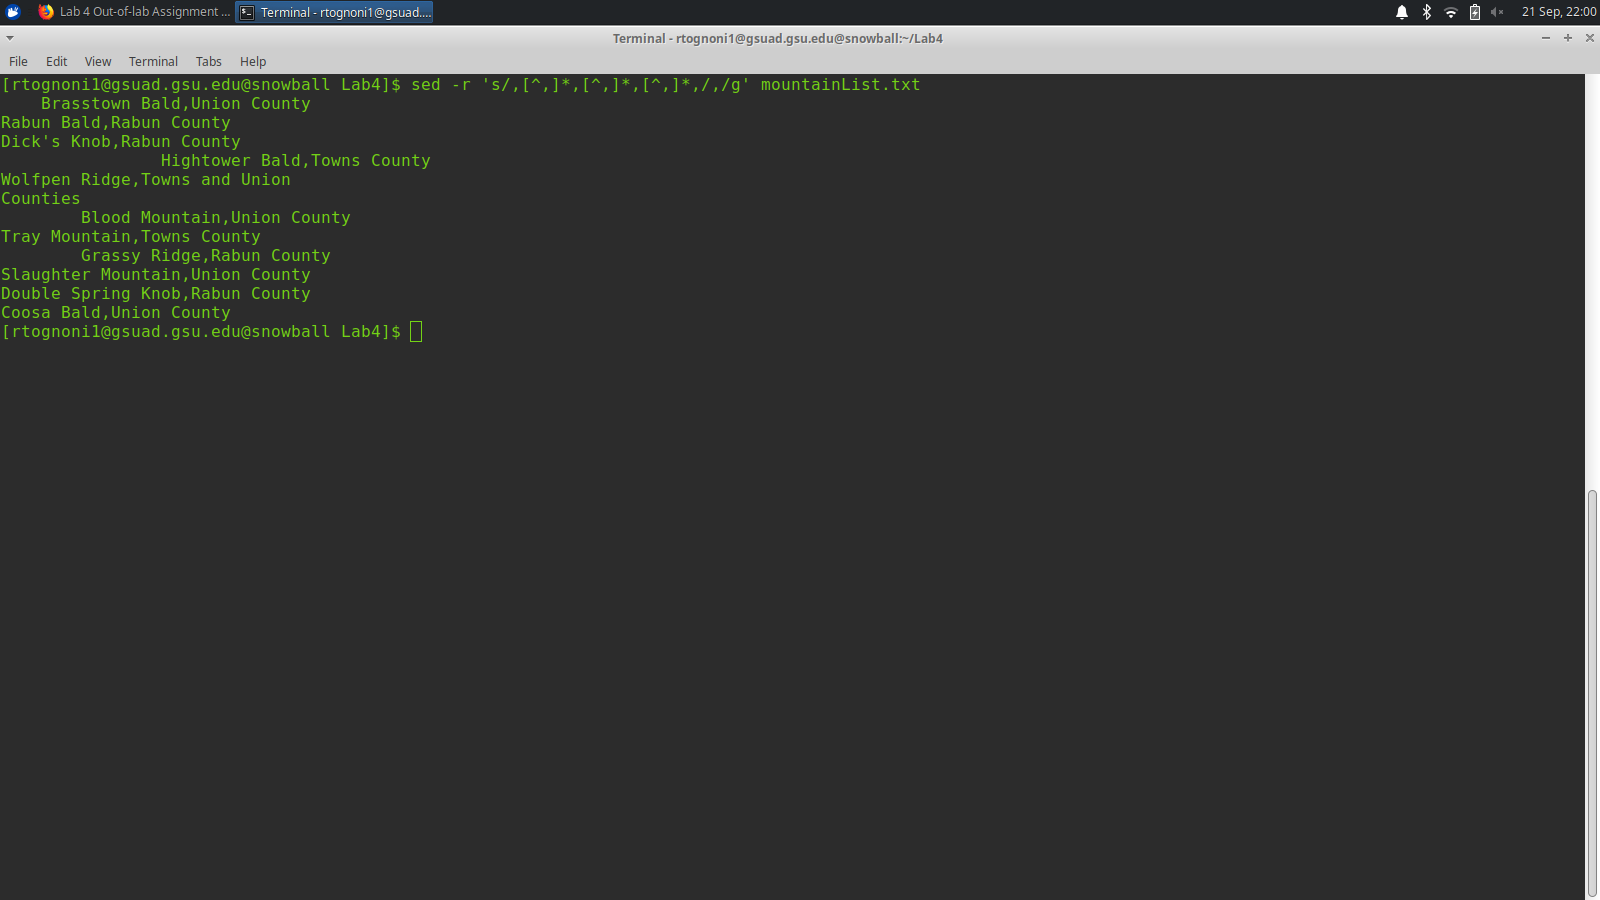 Lab 4 Out-of-lab Assignment ...
Terminal - rtognoni1@gsuad....
21 Sep, 22:00
Terminal - rtognoni1@gsuad.gsu.edu@snowball:~/Lab4
File Edit View Terminal Tabs Help
[rtognoni1@gsuad.gsu.edu@snowball Lab4]$ sed -r 's/,[^,]*,[^,]*,[^,]*,/,/g' mountainList.txt
    Brasstown Bald,Union County
Rabun Bald,Rabun County
Dick's Knob,Rabun County
                Hightower Bald,Towns County
Wolfpen Ridge,Towns and Union
Counties
        Blood Mountain,Union County
Tray Mountain,Towns County
        Grassy Ridge,Rabun County
Slaughter Mountain,Union County
Double Spring Knob,Rabun County
Coosa Bald,Union County
[rtognoni1@gsuad.gsu.edu@snowball Lab4]$